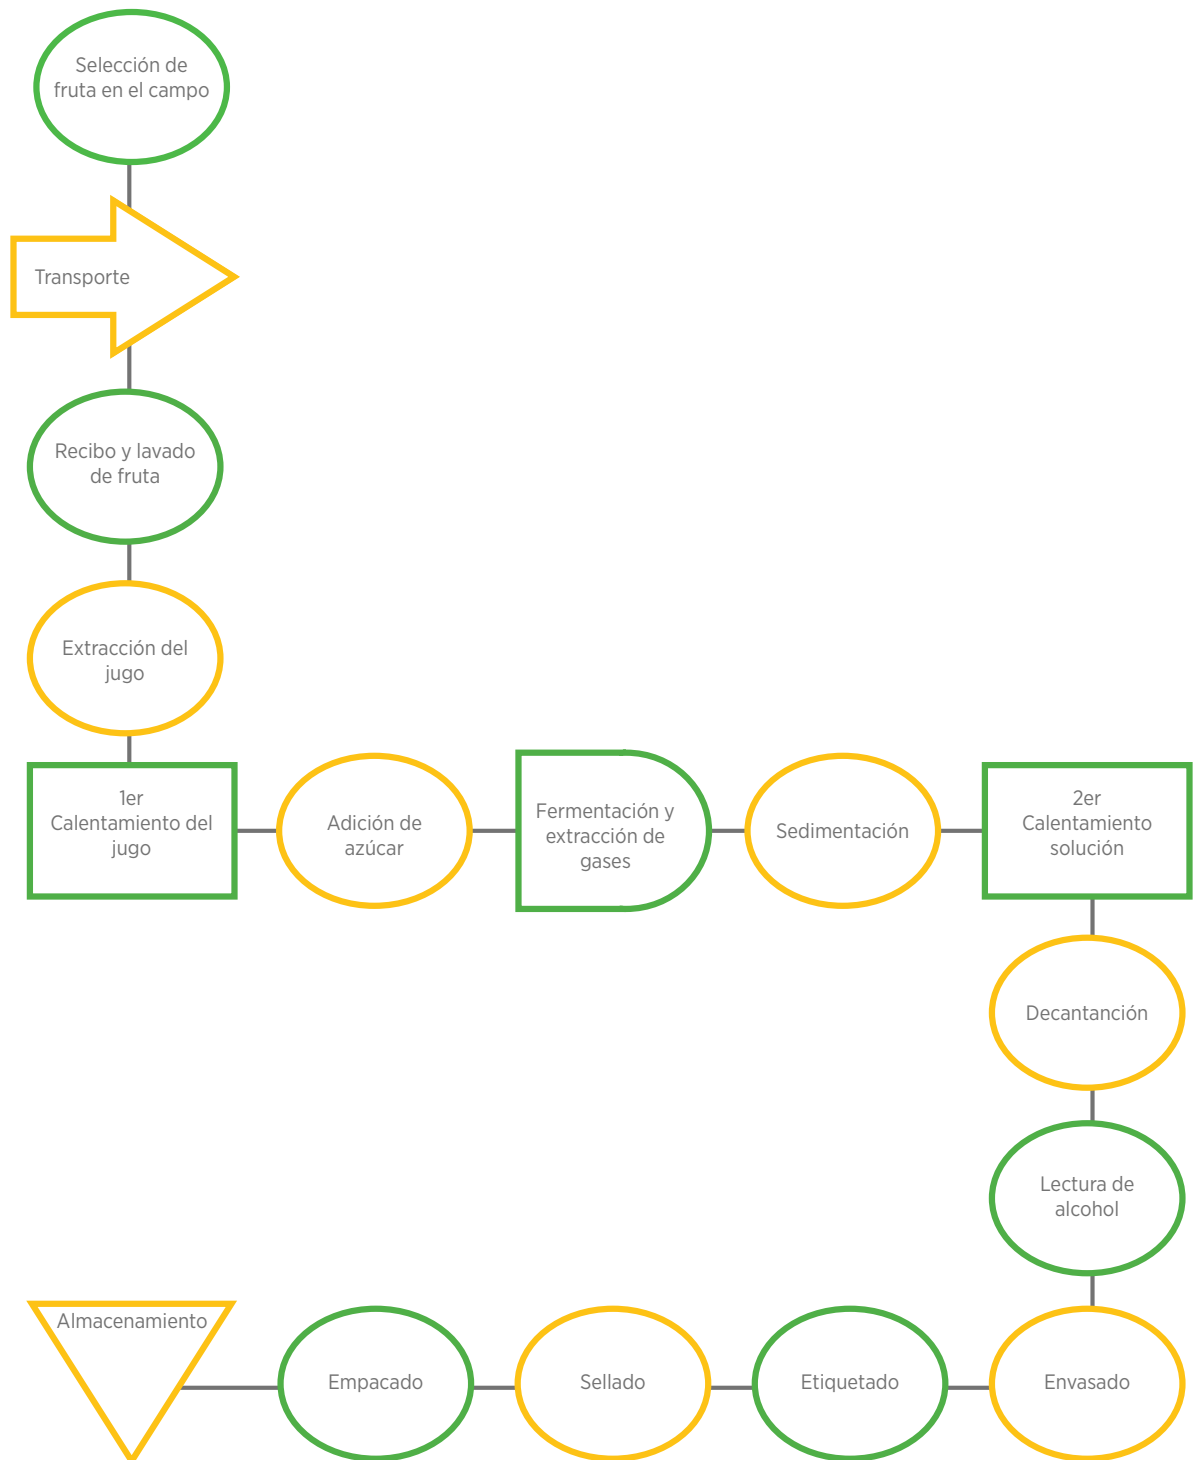 Selección de
fruta en el campo
Transporte
Recibo y lavado
de fruta
Extracción del
jugo
1er
Calentamiento del
jugo
Adición de
azúcar
Fermentación y
extracción de
gases
Sedimentación
2er
Calentamiento
solución
Decantanción
Lectura de
alcohol
Envasado
Etiquetado
Sellado
Empacado
Almacenamiento